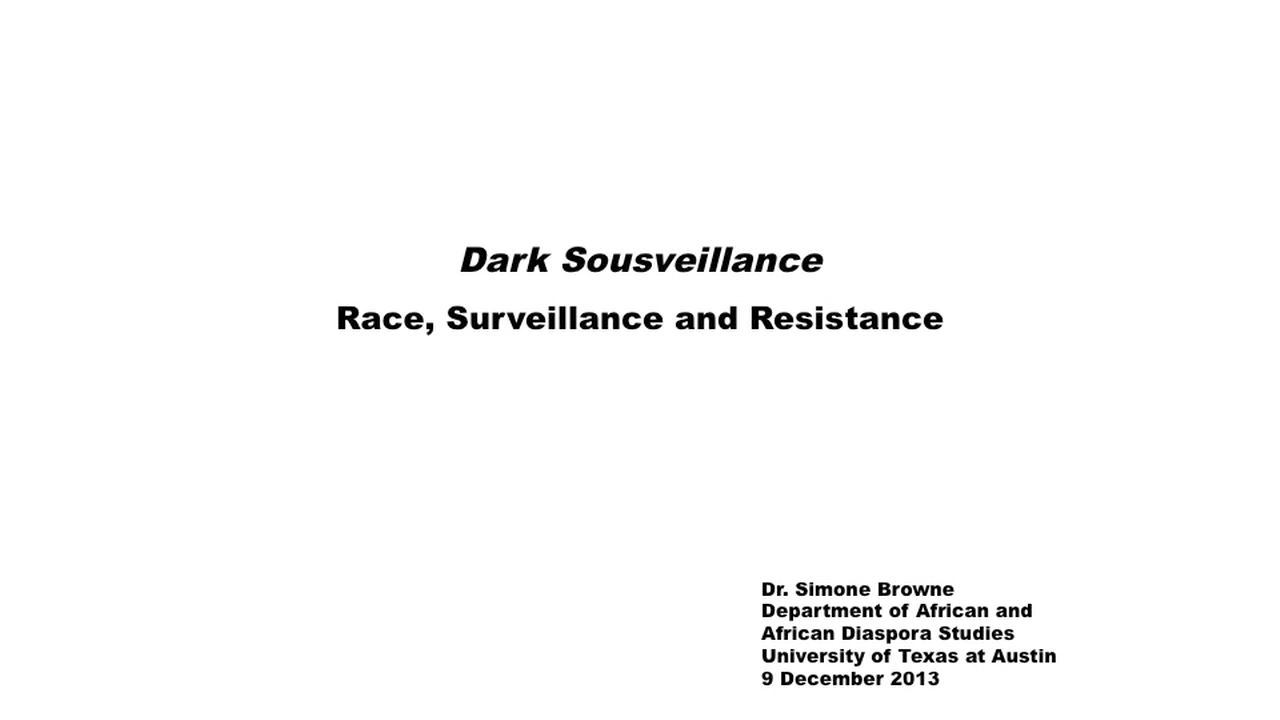 Dark Sousveillance
Race, Surveillance and Resistance
Dr. Simone Browne
Department of African and
African Diaspora Studies
University of Texas at Austin
9 December 2013